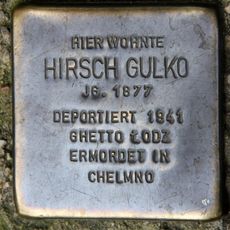 HIER WOHNTE
HIRSCH GULKO
JG. 1877
DEPORTIERT 1941
GHETTO ŁODZ
ERMORDET IN
CHELMNO